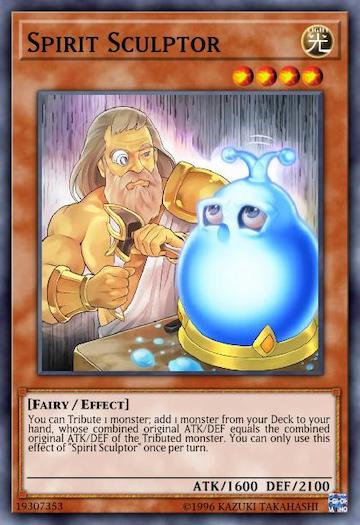 SPIRIT SCULPTOR
LIGHT
光
[FAIRY / EFFECT]
You can Tribute 1 monster; add 1 monster from your Deck to your
hand, whose combined original ATK/DEF equals the combined
original ATK/DEF of the Tributed monster. You can only use this
effect of "Spirit Sculptor" once per turn.
ATK/1600 DEF/2100
19307353
©1996 KAZUKI TAKAHASHI